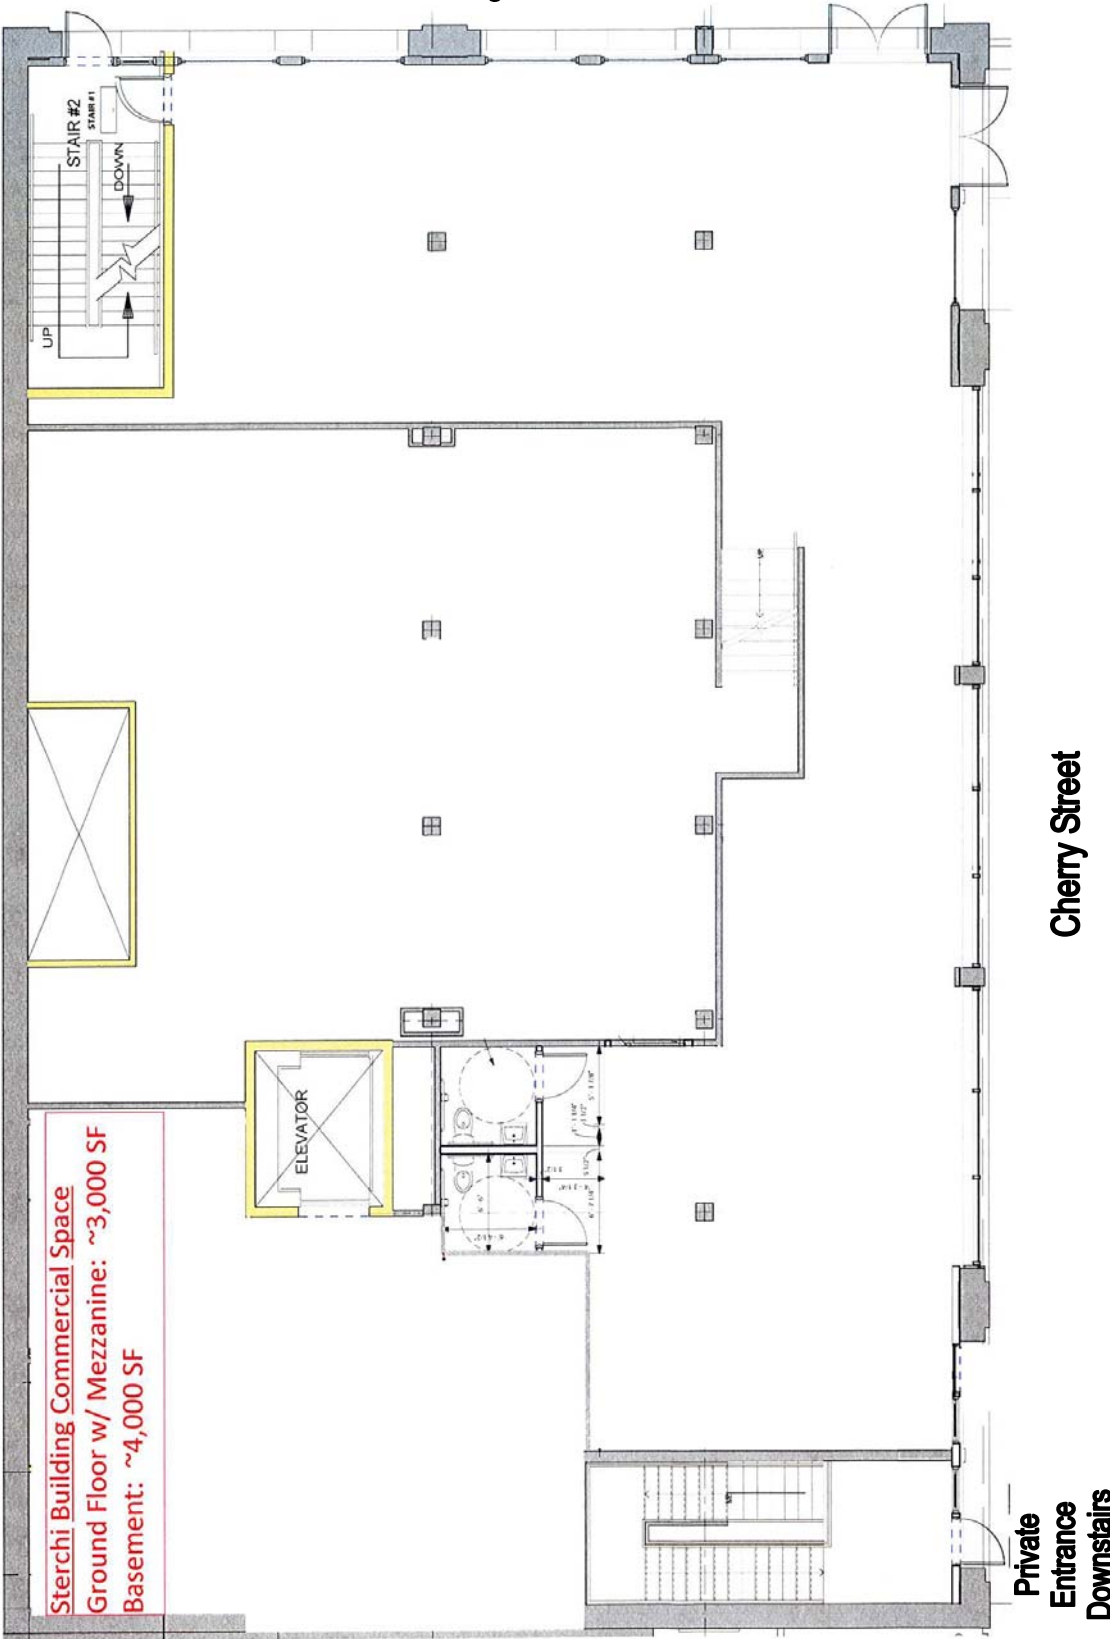 STAIR #2
STAIR #1
DOWN
UP
ELEVATOR
Sterchi Building Commercial Space
Ground Floor w/ Mezzanine: ~3,000 SF
Basement: ~4,000 SF
Cherry Street
Private
Entrance
Downstairs